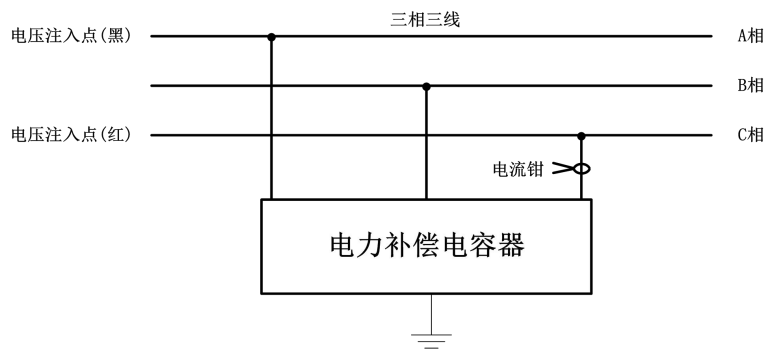 三相三线
电压注入点(黑)
A相
B相
电压注入点(红)
C相
电流钳
电力补偿电容器